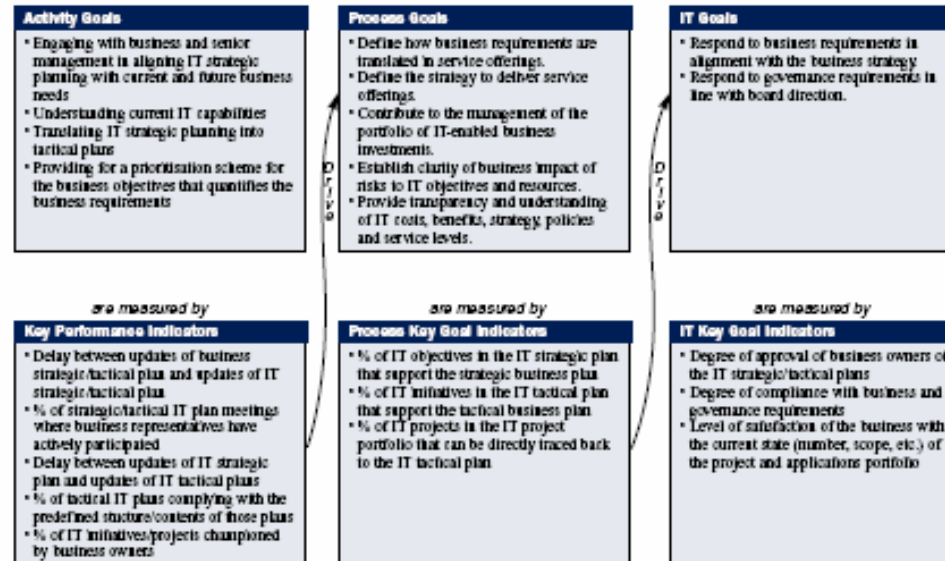 Activity Goals
• Engaging with business and senior
management in aligning IT strategic
planning with current and future business
needs
• Understanding current IT capabilities
• Translating IT strategic planning into
tactical plans
• Providing for a prioritisation scheme for
the business objectives that quantifies the
business requirements
Drive
Process Goals
• Define how business requirements are
translated in service offerings.
• Define the strategy to deliver service
offerings.
• Contribute to the management of the
portfolio of IT-enabled business
investments.
• Establish clarity of business impact of
risks to IT objectives and resources.
• Provide transparency and understanding
of IT costs, benefits, strategy, policies
and service levels.
Drive
IT Goals
• Respond to business requirements in
alignment with the business strategy.
• Respond to governance requirements in
line with board direction.
are measured by
Key Performance Indicators
• Delay between updates of business
strategic/tactical plan and updates of IT
strategic/tactical plan
• % of strategic/tactical IT plan meetings
where business representatives have
actively participated
• Delay between updates of IT strategic
plan and updates of IT tactical plans
• % of tactical IT plans complying with the
predefined stucture/contents of those plans
• % of IT initiatives/projects championed
by business owners
are measured by
Process Key Goal Indicators
• % of IT objectives in the IT strategic plan
that support the strategic business plan
• % of IT initiatives in the IT tactical plan
that support the tactical business plan
• % of IT projects in the IT project
portfolio that can be directly traced back
to the IT tactical plan
are measured by
IT Key Goal Indicators
• Degree of approval of business owners of
the IT strategic/tactical plans
• Degree of compliance with business and
governance requirements
• Level of satisfaction of the business with
the current state (number, scope, etc.) of
the project and applications portfolio